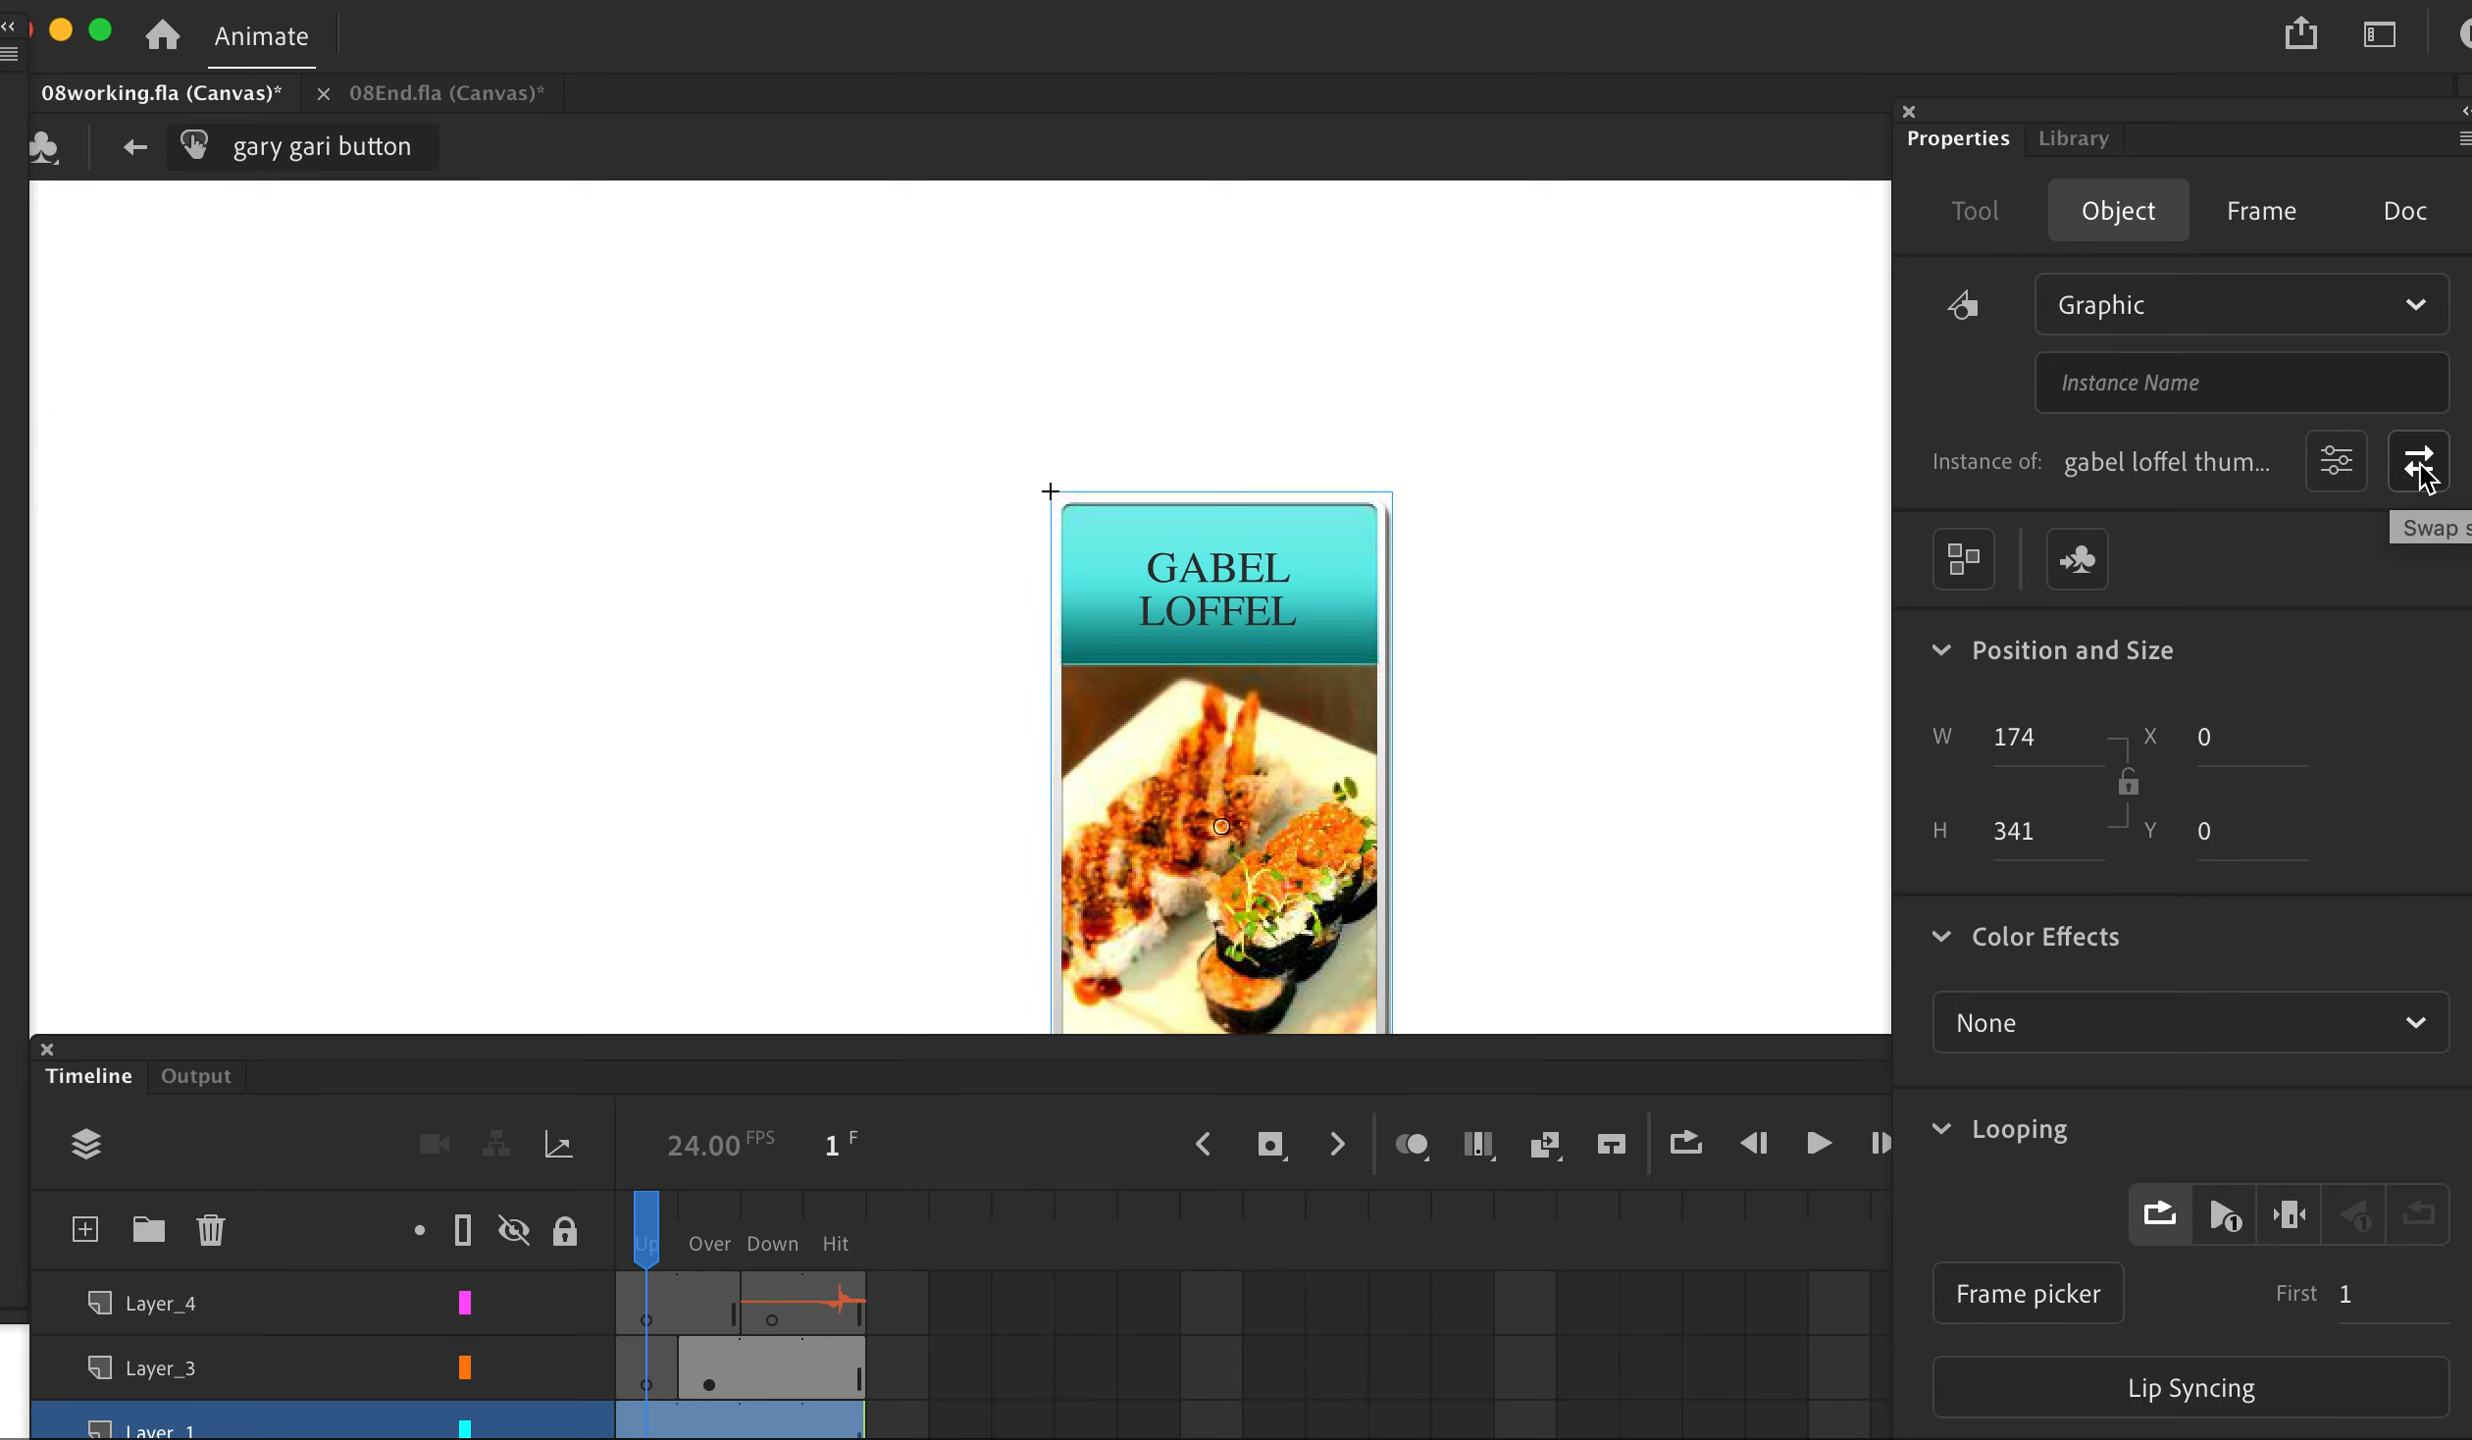 Animate
08working.fla (Canvas)*
08End.fla (Canvas)*
gary gari button
Properties
Library
Tool
Object
Frame
Doc
Graphic
Instance Name
Instance of:
gabel loffel thum...
Swap s
GABEL
LOFFEL
Position and Size
W
174
X
0
H
341
Y
0
Color Effects
None
Looping
Frame picker
First
1
Lip Syncing
Timeline
Output
24.00 FPS
1 F
Up
Over
Down
Hit
Layer_4
Layer_3
Layer_1